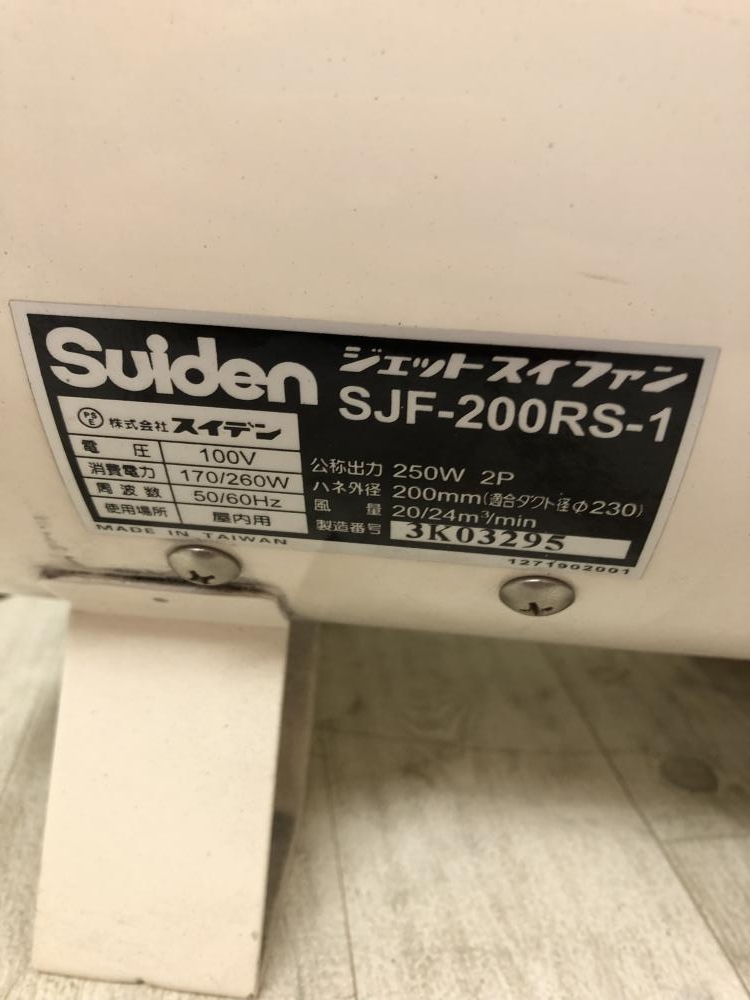 Suiden
ジェットスイファン
SJF-200RS-1
PSE 株式会社 スイデン
電圧 100V
消費電力 170/260W
周波数 50/60Hz
使用場所 屋内用
公称出力 250W 2P
ハネ外径 200mm(適合ダクト径φ230)
風量 20/24m³/min
製造番号 3K03295
MADE IN TAIWAN
1271902001